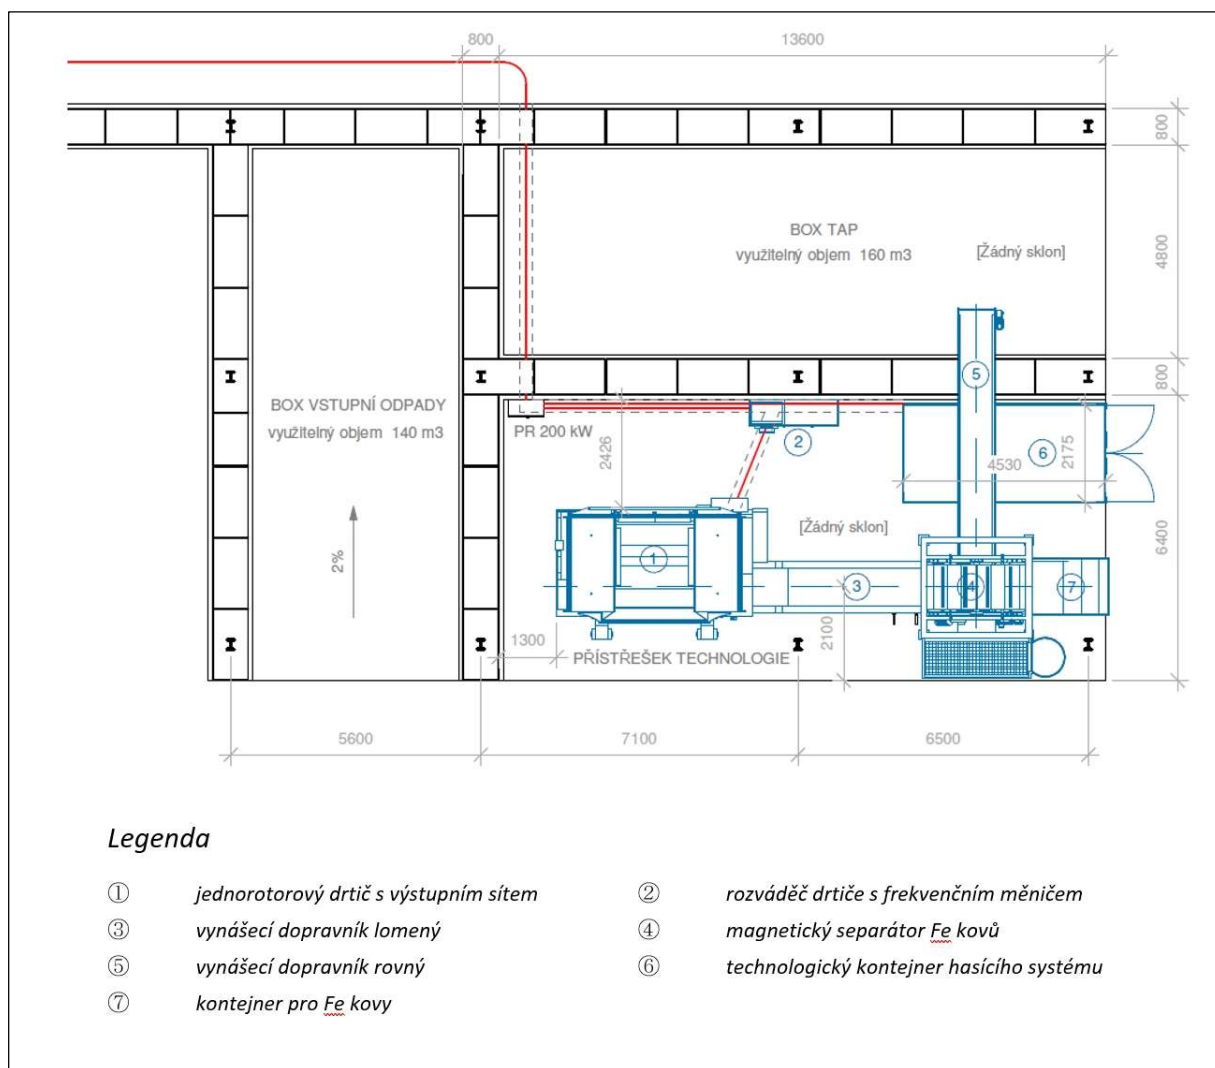 800
13600
800
BOX TAP
využitelný objem 160 m3
[Žádný sklon]
4800
5
800
BOX VSTUPNÍ ODPADY
využitelný objem 140 m3
PR 200 kW
2
2426
6
4530
2175
[Žádný sklon]
6400
2%
1
3
4
7
2100
1300
PŘÍSTŘEŠEK TECHNOLOGIE
5600
7100
6500
Legenda
① jednorotorový drtič s výstupním sítem
② rozváděč drtiče s frekvenčním měničem
③ vynášecí dopravník lomený
④ magnetický separátor Fe kovů
⑤ vynášecí dopravník rovný
⑥ technologický kontejner hasícího systému
⑦ kontejner pro Fe kovy